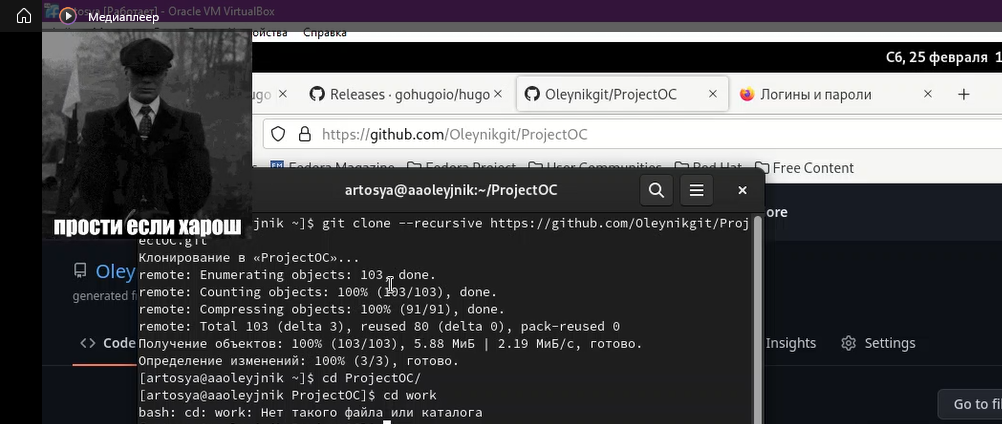 artosya [Работает] - Oracle VM VirtualBox
Медиаплеер
Справка
Сб, 25 февраля 1
ugo
Releases · gohugoio/hugo
Oleynikgit/ProjectOC
Логины и пароли
https://github.com/Oleynikgit/ProjectOC
Fedora Magazine
Fedora Project
User Communities
Red Hat
Free Content
artosya@aaoleyjnik:~/ProjectOC
прости если харош
ore
jnik ~]$ git clone --recursive https://github.com/Oleynikgit/Proj
ectOC.git
Клонирование в «ProjectOC»...
remote: Enumerating objects: 103, done.
remote: Counting objects: 100% (103/103), done.
remote: Compressing objects: 100% (91/91), done.
remote: Total 103 (delta 3), reused 80 (delta 0), pack-reused 0
Получение объектов: 100% (103/103), 5.88 МиБ | 2.19 МиБ/с, готово.
Определение изменений: 100% (3/3), готово.
[artosya@aaoleyjnik ~]$ cd ProjectOC/
[artosya@aaoleyjnik ProjectOC]$ cd work
bash: cd: work: Нет такого файла или каталога
Oley
generated f
Code
Insights
Settings
Go to fi